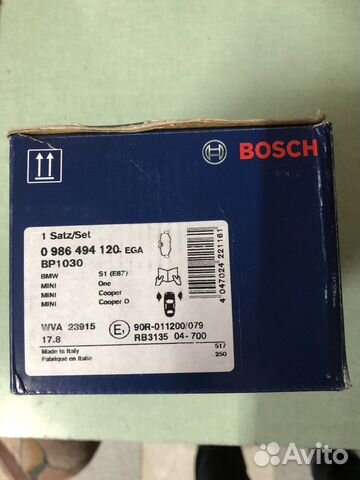 BOSCH
1 Satz/Set
0 986 494 120 EGA
BP1030
BMW S1 (E87)
MINI One
MINI Cooper
MINI Cooper D
4 047024 221161
WVA 23915
17.8
E1
90R-011200/079
RB3135 04-700
Made in Italy
Fabriqué en Italie
517
250
Avito